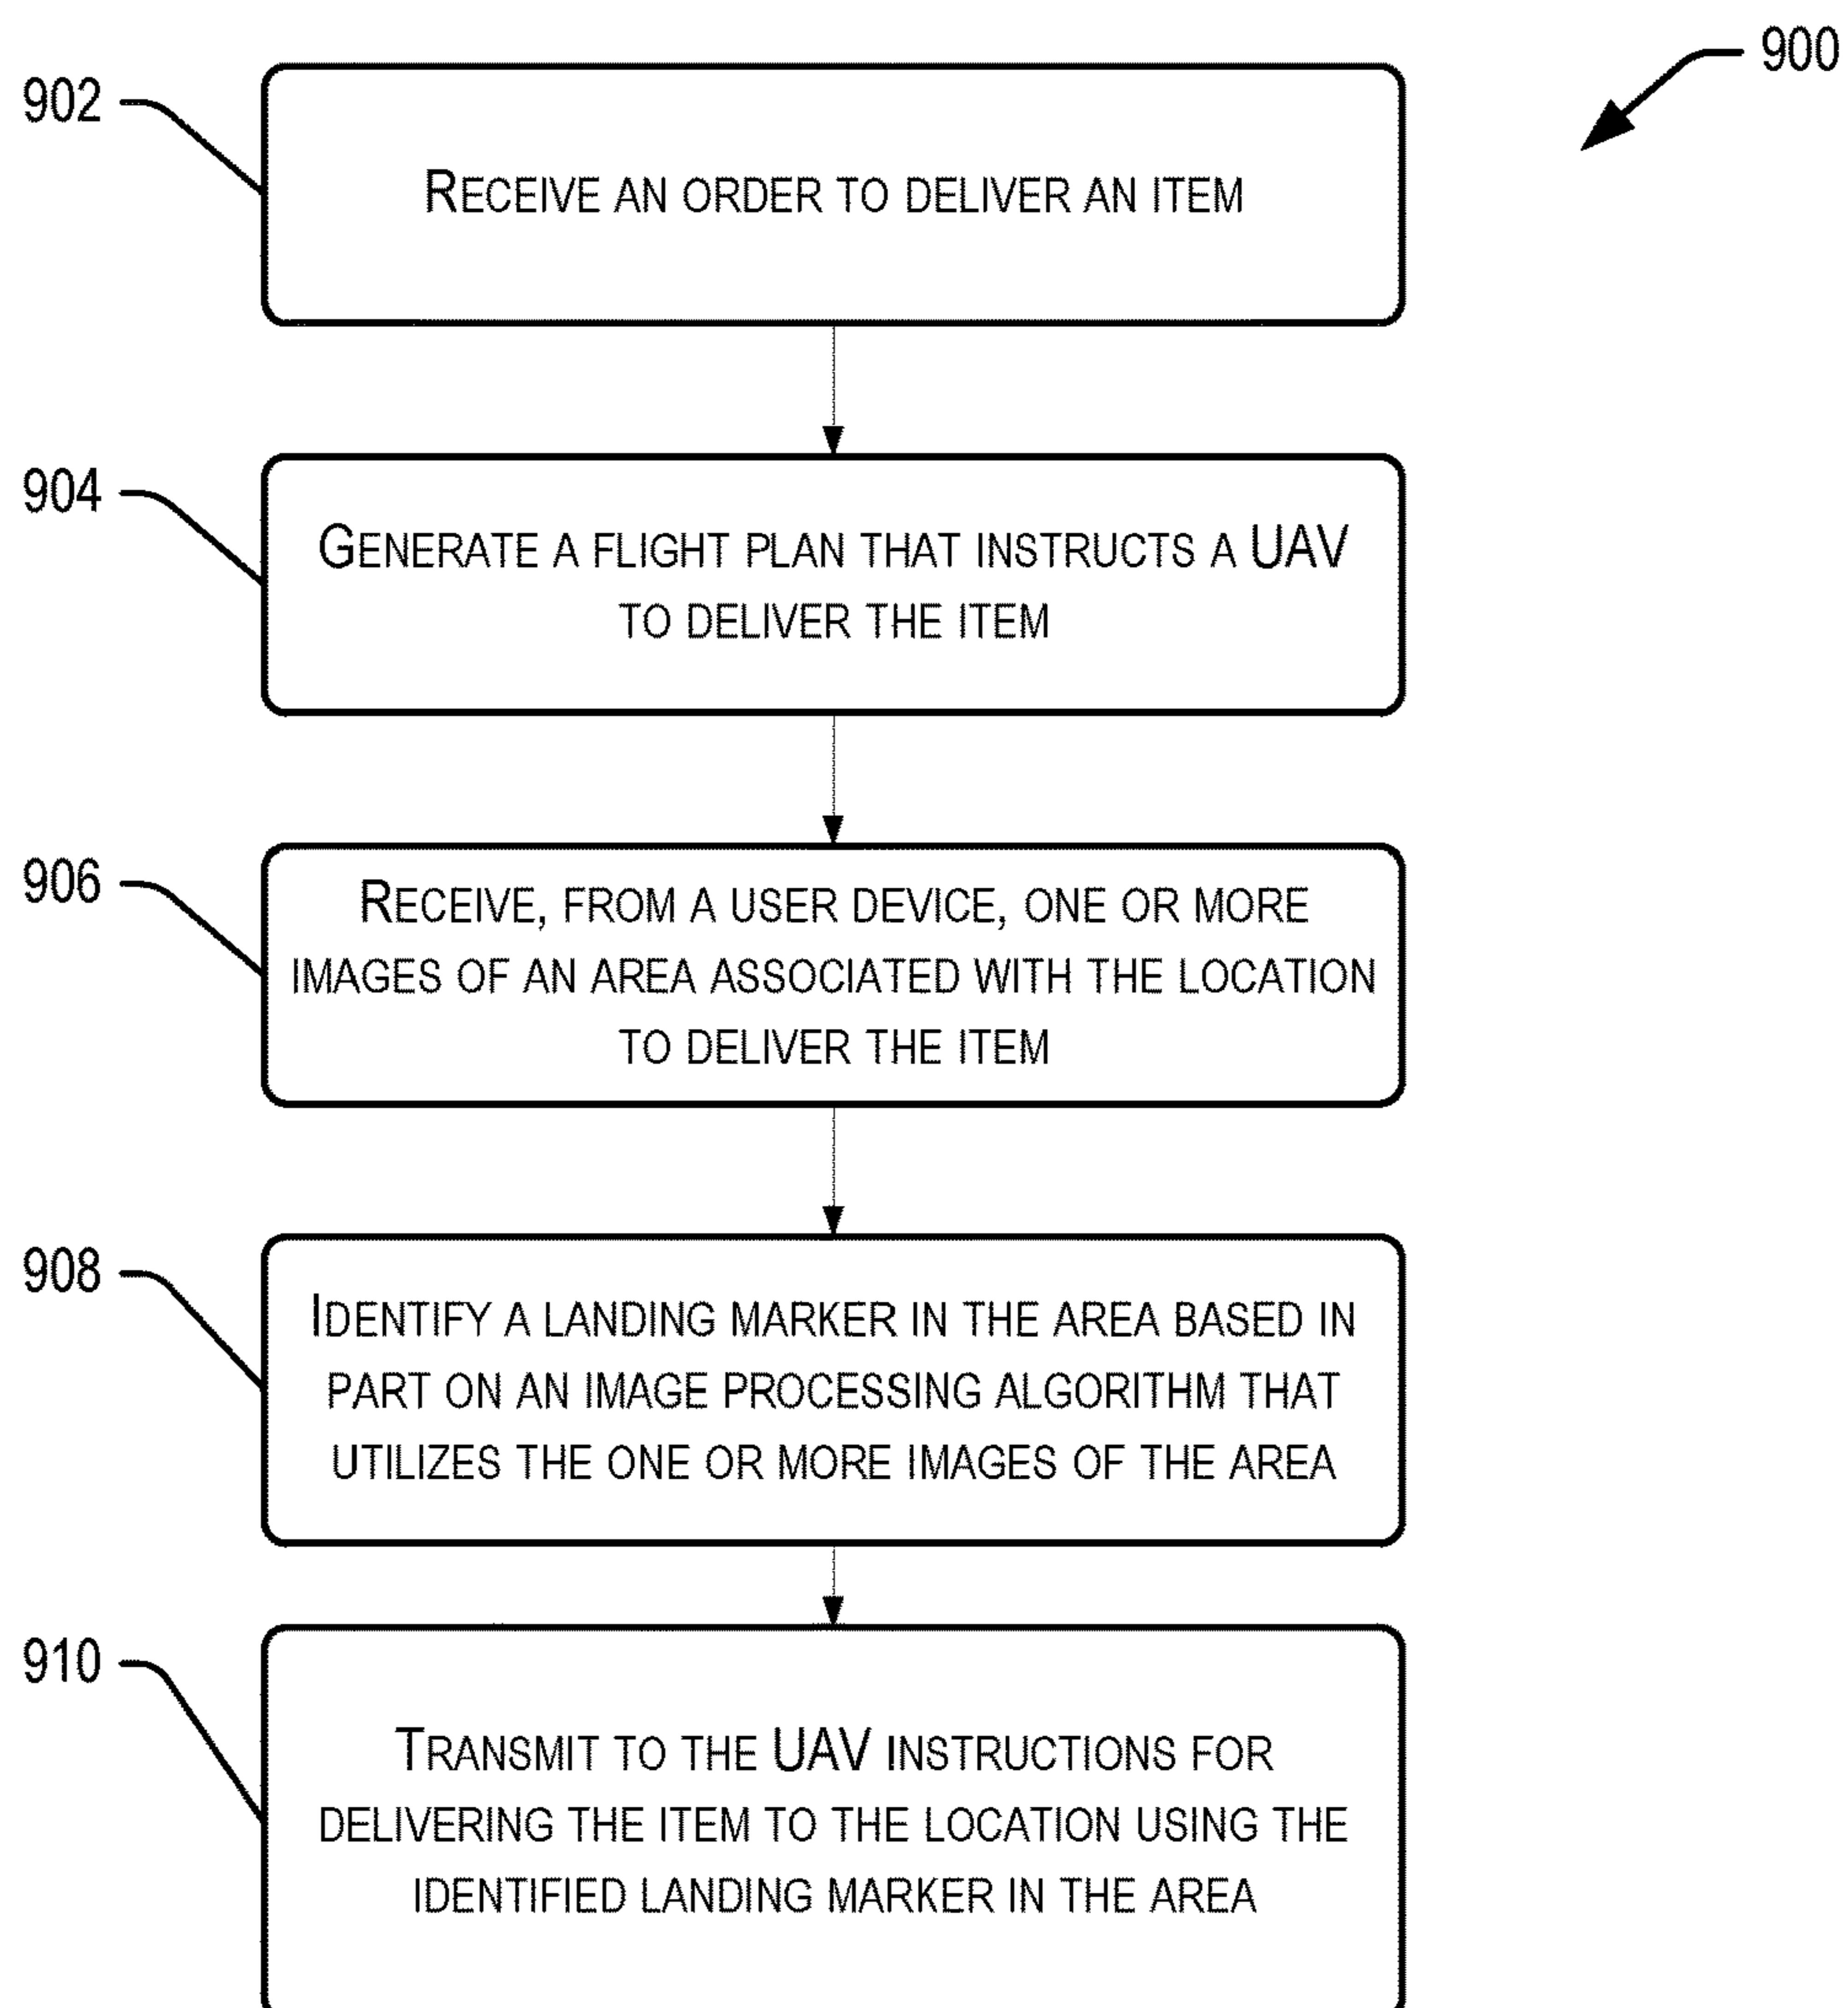 900
902
RECEIVE AN ORDER TO DELIVER AN ITEM
904
GENERATE A FLIGHT PLAN THAT INSTRUCTS A UAV
TO DELIVER THE ITEM
906
RECEIVE, FROM A USER DEVICE, ONE OR MORE
IMAGES OF AN AREA ASSOCIATED WITH THE LOCATION
TO DELIVER THE ITEM
908
IDENTIFY A LANDING MARKER IN THE AREA BASED IN
PART ON AN IMAGE PROCESSING ALGORITHM THAT
UTILIZES THE ONE OR MORE IMAGES OF THE AREA
910
TRANSMIT TO THE UAV INSTRUCTIONS FOR
DELIVERING THE ITEM TO THE LOCATION USING THE
IDENTIFIED LANDING MARKER IN THE AREA